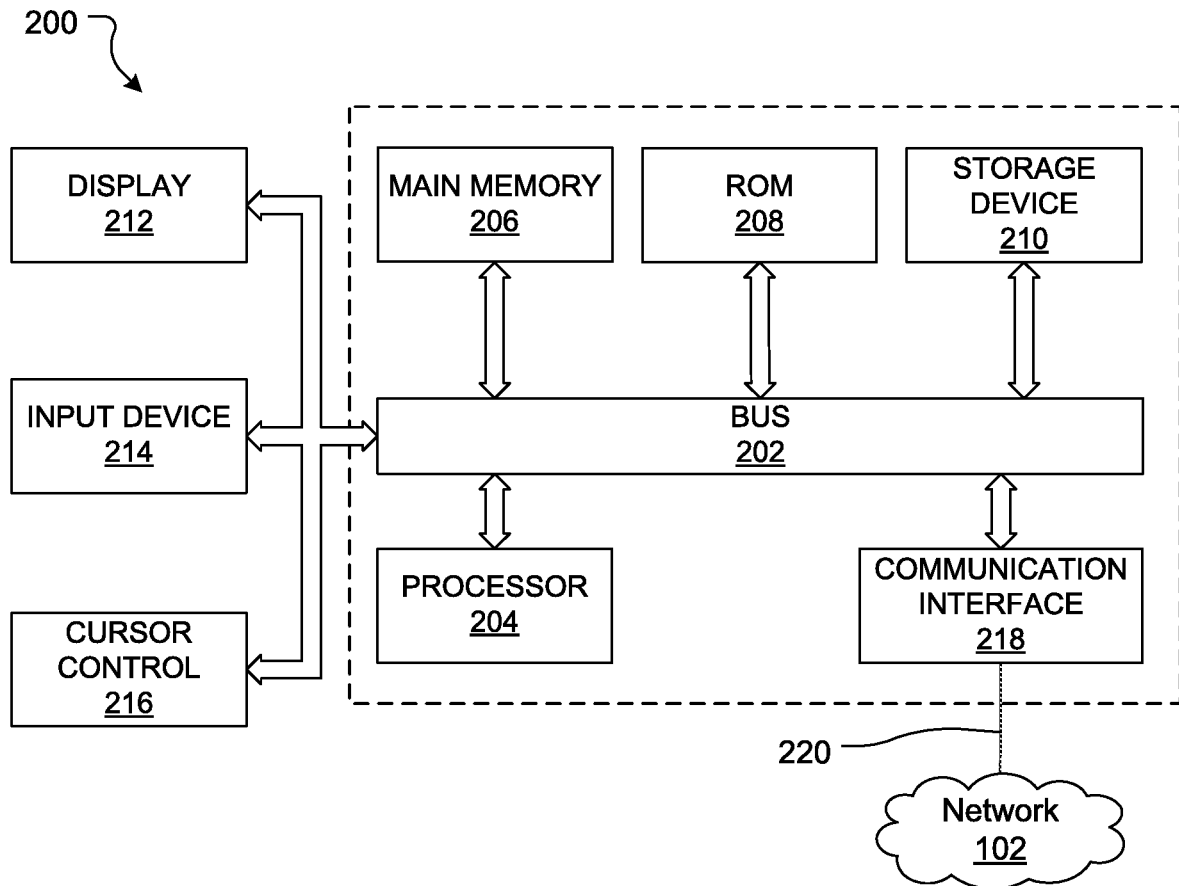 200
DISPLAY
212
MAIN MEMORY
206
ROM
208
STORAGE
DEVICE
210
INPUT DEVICE
214
BUS
202
CURSOR
CONTROL
216
PROCESSOR
204
COMMUNICATION
INTERFACE
218
220
Network
102